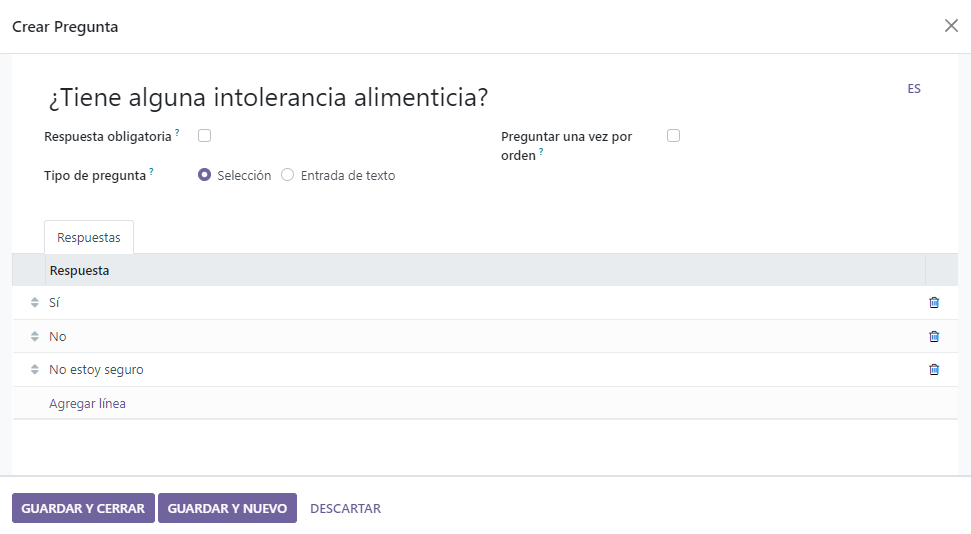 Crear Pregunta
¿Tiene alguna intolerancia alimenticia?
ES
Respuesta obligatoria ?
Preguntar una vez por
orden ?
Tipo de pregunta ?
Selección
Entrada de texto
Respuestas
Respuesta
Sí
No
No estoy seguro
Agregar línea
GUARDAR Y CERRAR
GUARDAR Y NUEVO
DESCARTAR